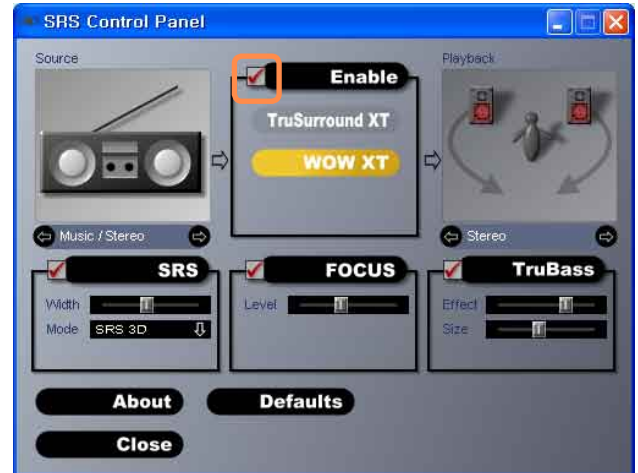 SRS Control Panel
Source
Enable
TruSurround XT
WOW XT
Playback
Music / Stereo
Stereo
SRS
Width
Mode SRS 3D
FOCUS
Level
TruBass
Effect
Size
About
Defaults
Close